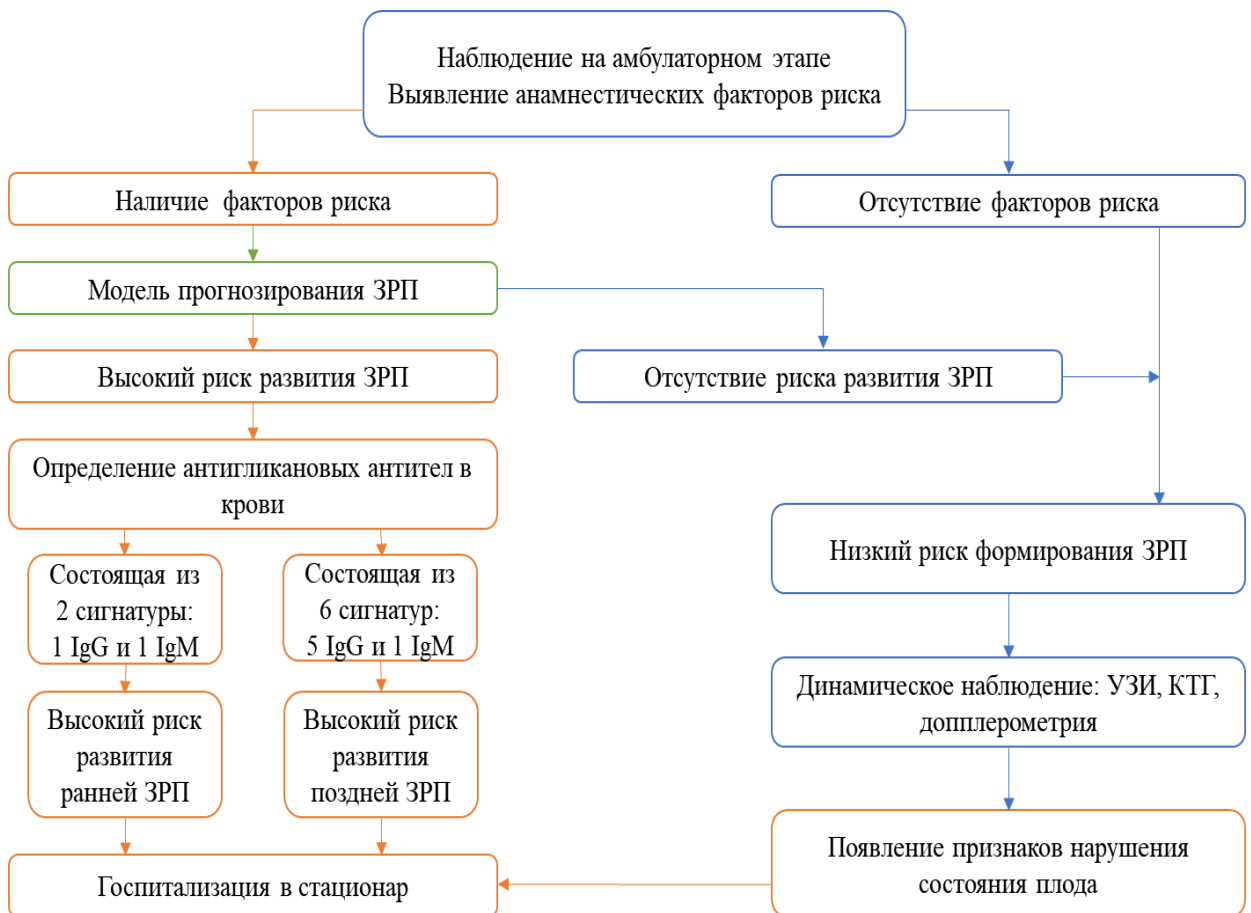 Наблюдение на амбулаторном этапе
Выявление анамнестических факторов риска
Наличие факторов риска
Отсутствие факторов риска
Модель прогнозирования ЗРП
Высокий риск развития ЗРП
Отсутствие риска развития ЗРП
Определение антигликановых антител в
крови
Состоящая из
2 сигнатуры:
1 IgG и 1 IgM
Состоящая из
6 сигнатур:
5 IgG и 1 IgM
Низкий риск формирования ЗРП
Высокий риск
развития
ранней ЗРП
Высокий риск
развития
поздней ЗРП
Динамическое наблюдение: УЗИ, КТГ,
допплерометрия
Госпитализация в стационар
Появление признаков нарушения
состояния плода